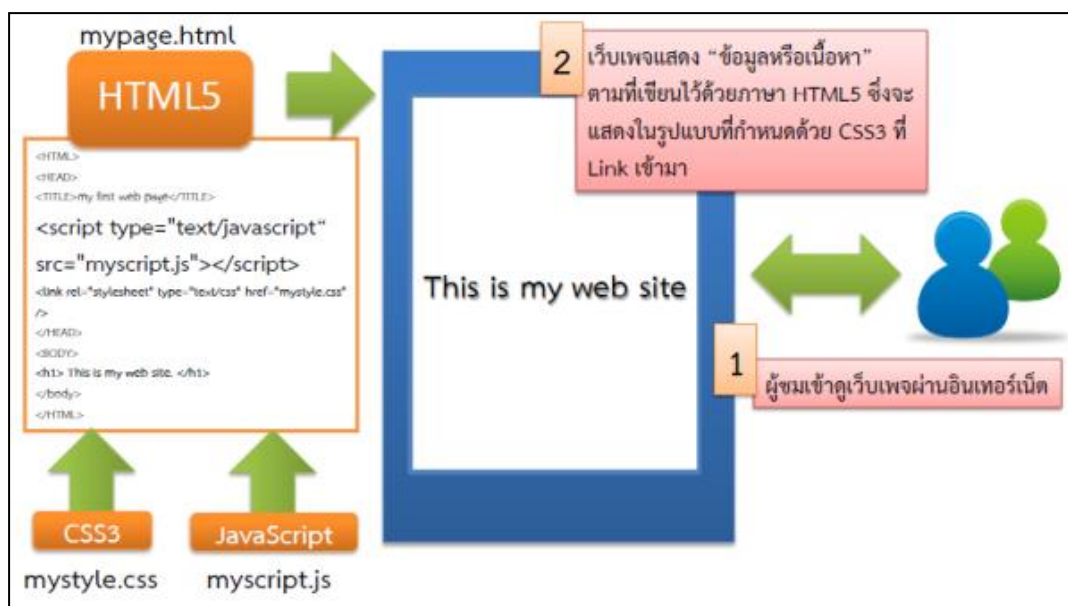 mypage.html
HTML5
<HTML>
<HEAD>
<TITLE>my first web page</TITLE>
<script type="text/javascript“
src="myscript.js"></script>
<link rel="stylesheet" type="text/css" href="mystyle.css"
/>
</HEAD>
<BODY>
<h1> This is my web site. </h1>
</body>
</HTML>
CSS3
mystyle.css
JavaScript
myscript.js
This is my web site
2
เว็บเพจแสดง “ข้อมูลหรือเนื้อหา”
ตามที่เขียนไว้ด้วยภาษา HTML5 ซึ่งจะ
แสดงในรูปแบบที่กำหนดด้วย CSS3 ที่
Link เข้ามา
1
ผู้ชมเข้าดูเว็บเพจผ่านอินเทอร์เน็ต